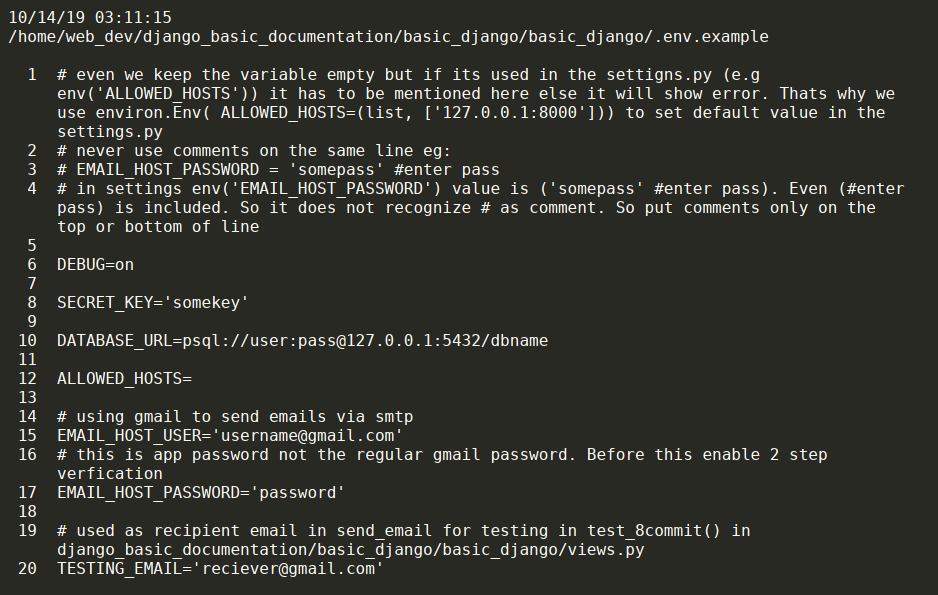 10/14/19 03:11:15
/home/web_dev/django_basic_documentation/basic_django/basic_django/.env.example
1 # even we keep the variable empty but if its used in the settigns.py (e.g
env('ALLOWED_HOSTS')) it has to be mentioned here else it will show error. Thats why we
use environ.Env( ALLOWED_HOSTS=(list, ['127.0.0.1:8000'])) to set default value in the
settings.py
2 # never use comments on the same line eg:
3 # EMAIL_HOST_PASSWORD = 'somepass' #enter pass
4 # in settings env('EMAIL_HOST_PASSWORD') value is ('somepass' #enter pass). Even (#enter
pass) is included. So it does not recognize # as comment. So put comments only on the
top or bottom of line
5
6 DEBUG=on
7
8 SECRET_KEY='somekey'
9
10 DATABASE_URL=psql://user:pass@127.0.0.1:5432/dbname
11
12 ALLOWED_HOSTS=
13
14 # using gmail to send emails via smtp
15 EMAIL_HOST_USER='username@gmail.com'
16 # this is app password not the regular gmail password. Before this enable 2 step
verfication
17 EMAIL_HOST_PASSWORD='password'
18
19 # used as recipient email in send_email for testing in test_8commit() in
django_basic_documentation/basic_django/basic_django/views.py
20 TESTING_EMAIL='reciever@gmail.com'